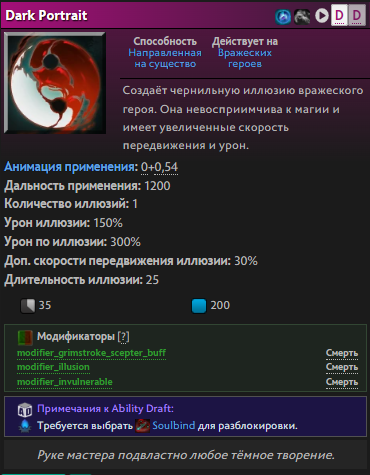 Dark Portrait
D D
Способность
Направленная
на существо
Действует на
Вражеских
героев
Создаёт чернильную иллюзию вражеского
героя. Она невосприимчива к магии и
имеет увеличенные скорость
передвижения и урон.
Анимация применения: 0+0,54
Дальность применения: 1200
Количество иллюзий: 1
Урон иллюзии: 150%
Урон по иллюзии: 300%
Доп. скорости передвижения иллюзии: 30%
Длительность иллюзии: 25
35 200
Модификаторы [?]
modifier_grimstroke_scepter_buff Смерть
modifier_illusion Смерть
modifier_invulnerable Смерть
Примечания к Ability Draft:
Требуется выбрать Soulbind для разблокировки.
Руке мастера подвластно любое тёмное творение.